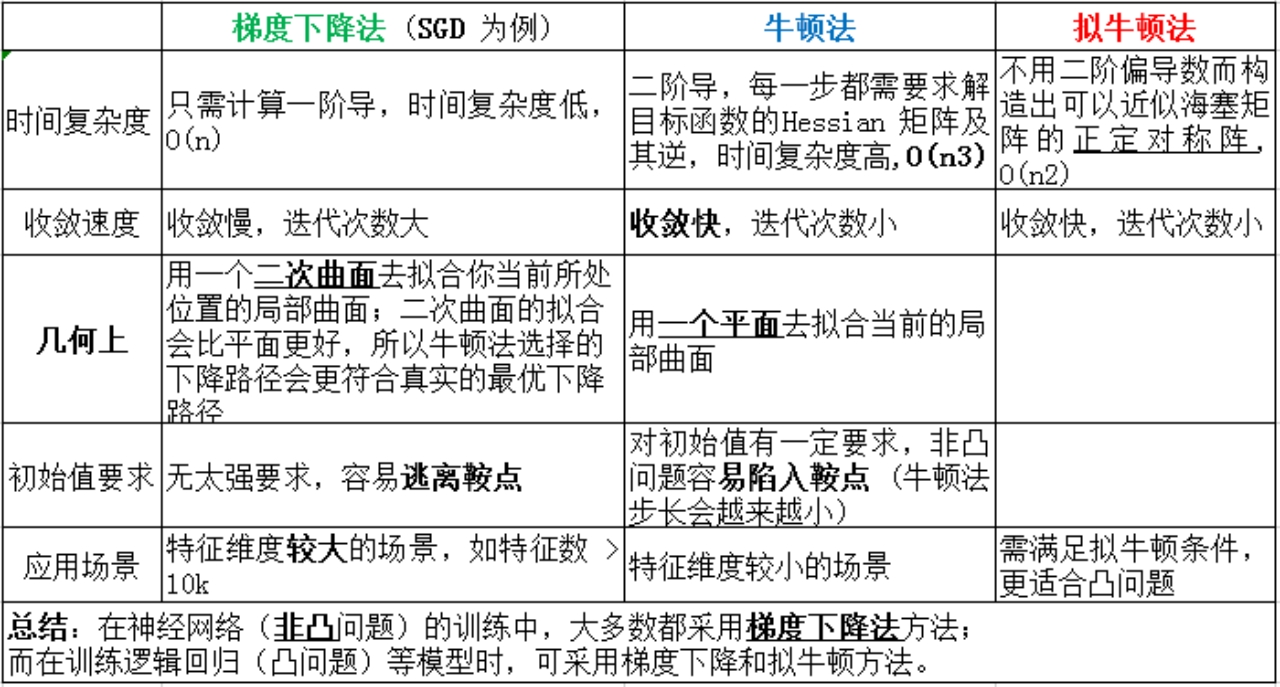 梯度下降法（SGD 为例）
牛顿法
拟牛顿法
时间复杂度
只需计算一阶导，时间复杂度低，
O(n)
二阶导，每一步都需要求解
目标函数的Hessian 矩阵及
其逆，时间复杂度高,O(n3)
不用二阶偏导数而构
造出可以近似海塞矩
阵的正定对称阵，
O(n2)
收敛速度
收敛慢，迭代次数大
收敛快，迭代次数小
收敛快，迭代次数小
几何上
用一个二次曲面去拟合你当前所处
位置的局部曲面；二次曲面的拟合
会比平面更好，所以牛顿法选择的
下降路径会更符合真实的最优下降
路径
用一个平面去拟合当前的局
部曲面
初始值要求
无太强要求，容易逃离鞍点
对初始值有一定要求，非凸
问题容易陷入鞍点（牛顿法
步长会越来越小）
应用场景
特征维度较大的场景，如特征数 >
10k
特征维度较小的场景
需满足拟牛顿条件，
更适合凸问题
总结：在神经网络（非凸问题）的训练中，大多数都采用梯度下降法方法；
而在训练逻辑回归（凸问题）等模型时，可采用梯度下降和拟牛顿方法。